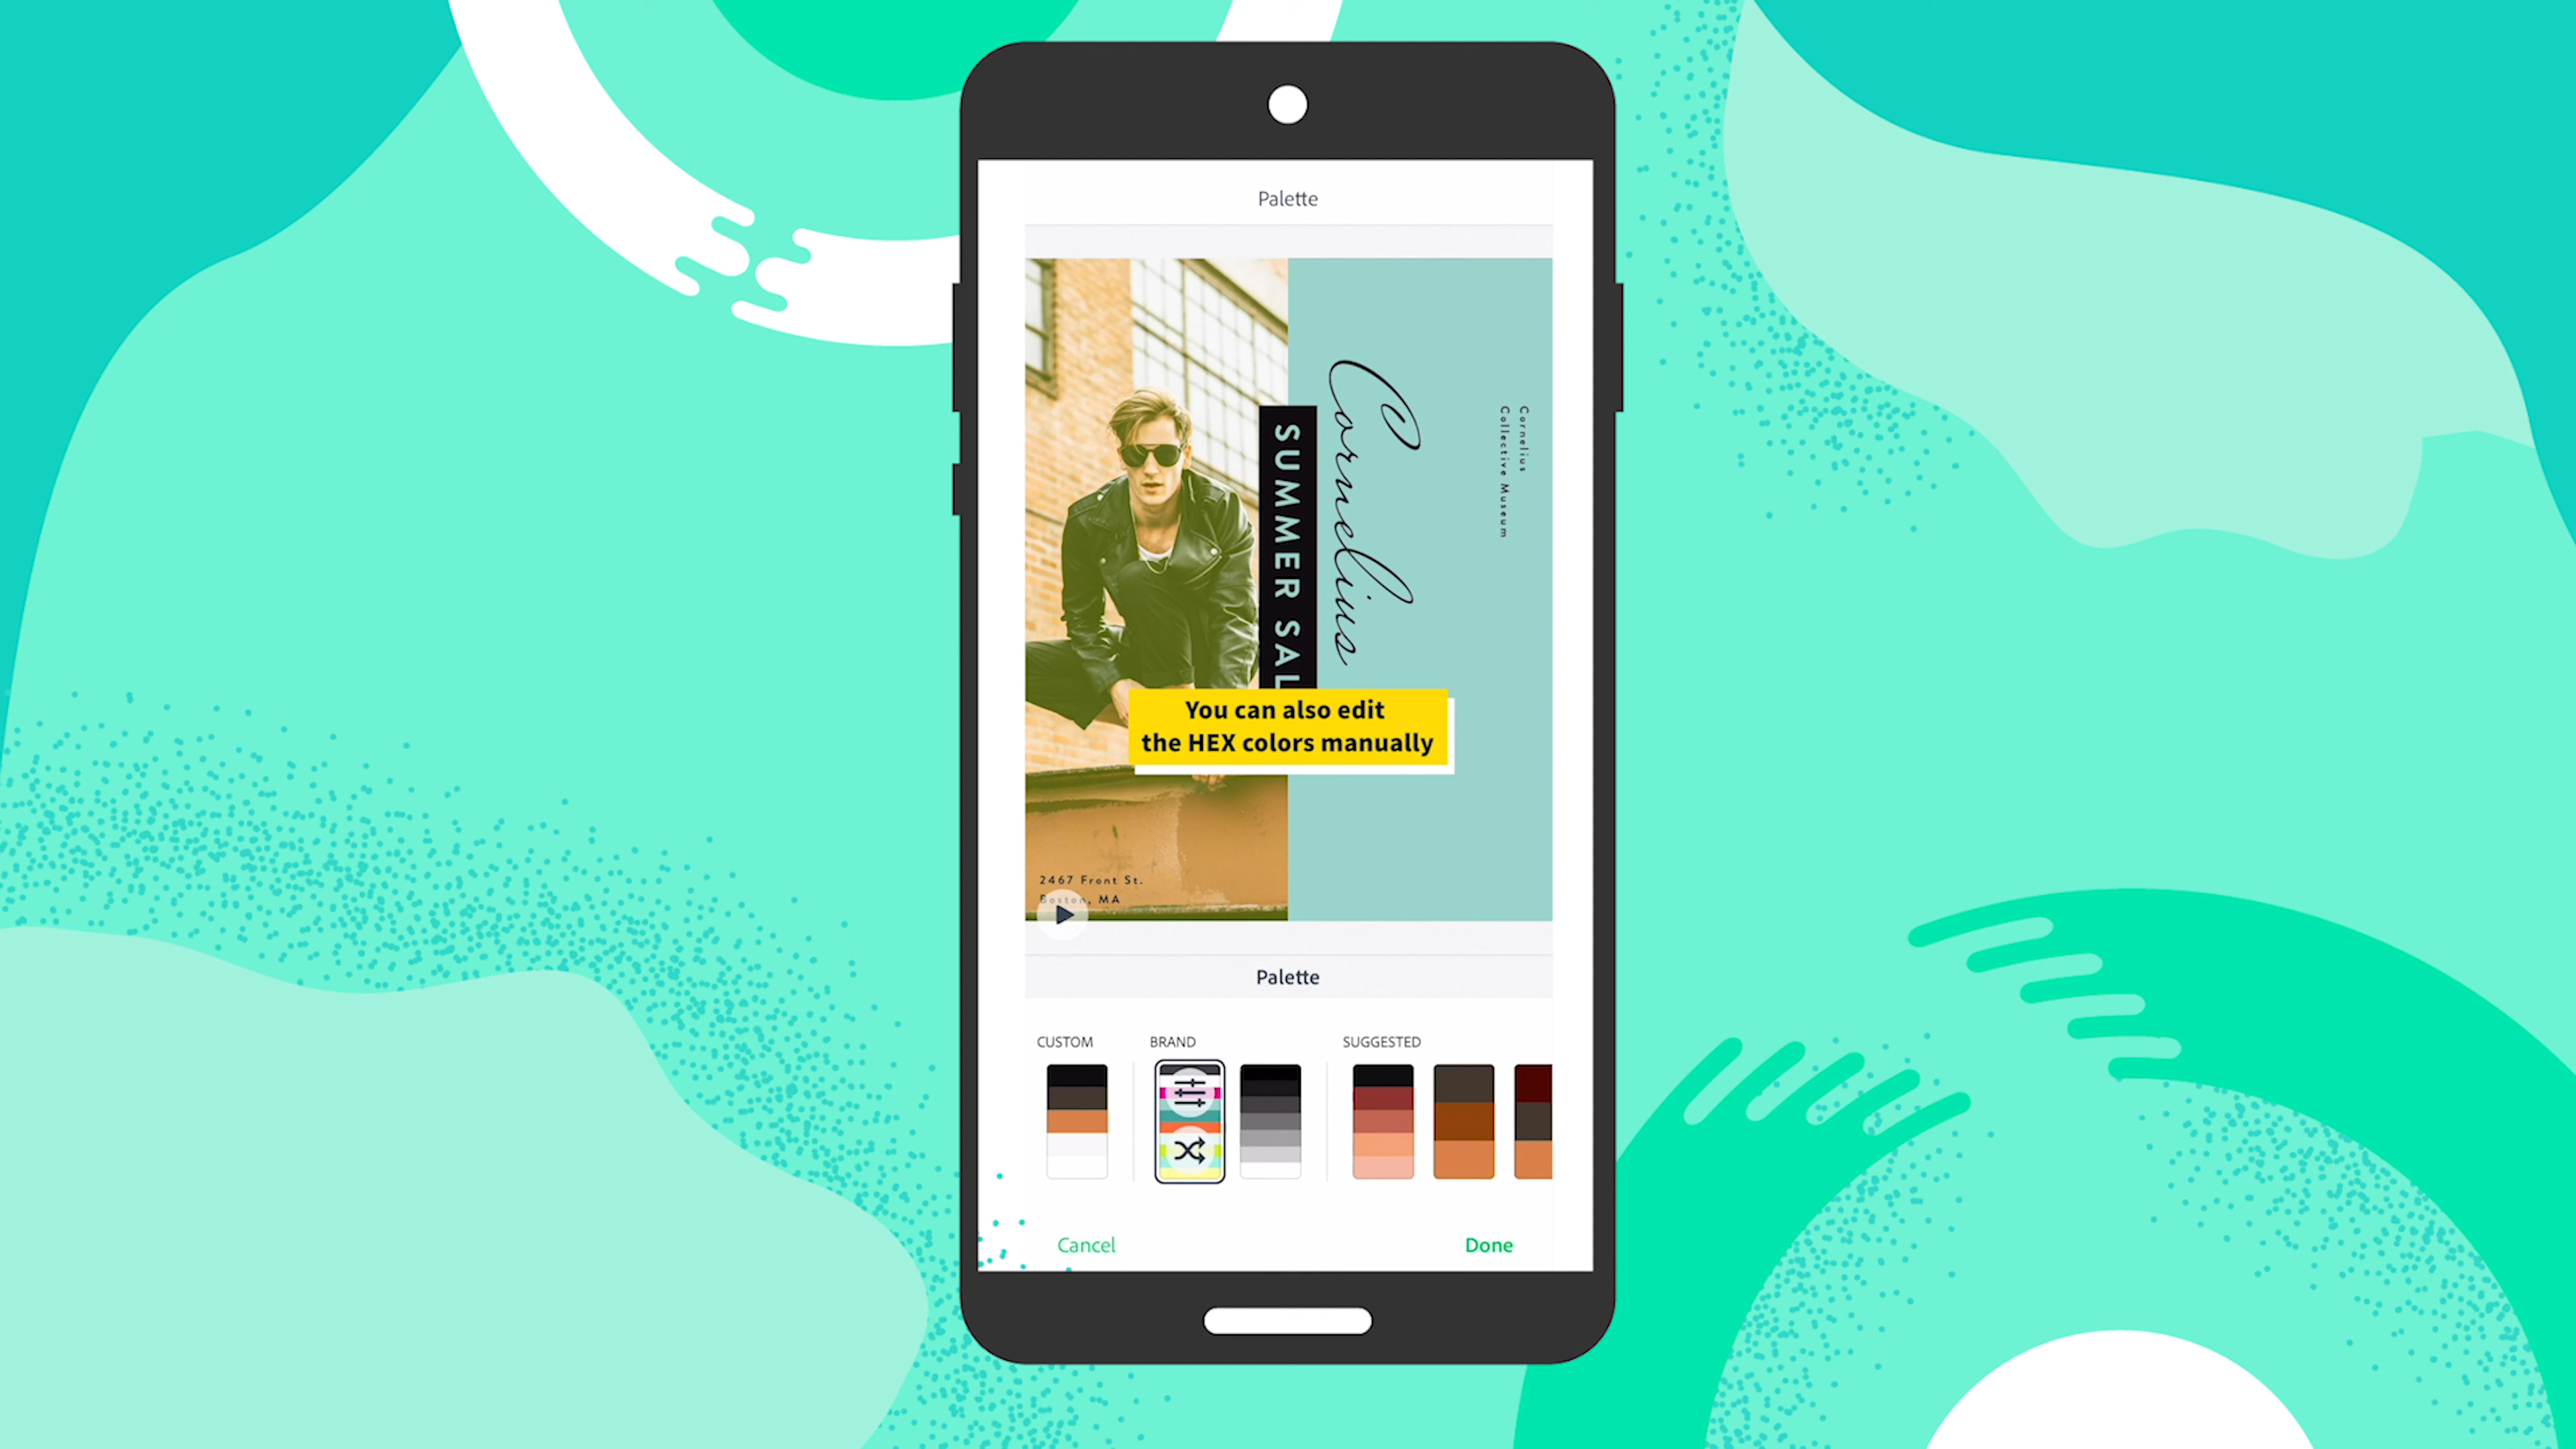 Palette
Cornelius
Collective Museum
Cornelius
SUMMER SAL
You can also edit
the HEX colors manually
2467 Front St.
Boston, MA
Palette
CUSTOM
BRAND
SUGGESTED
Cancel
Done